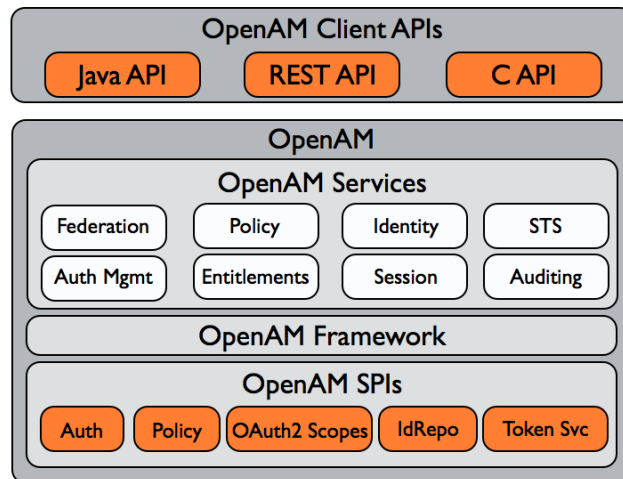 OpenAM Client APIs
Java API REST API C API
OpenAM
OpenAM Services
Federation Policy Identity STS
Auth Mgmt Entitlements Session Auditing
OpenAM Framework
OpenAM SPIs
Auth Policy OAuth2 Scopes IdRepo Token Svc